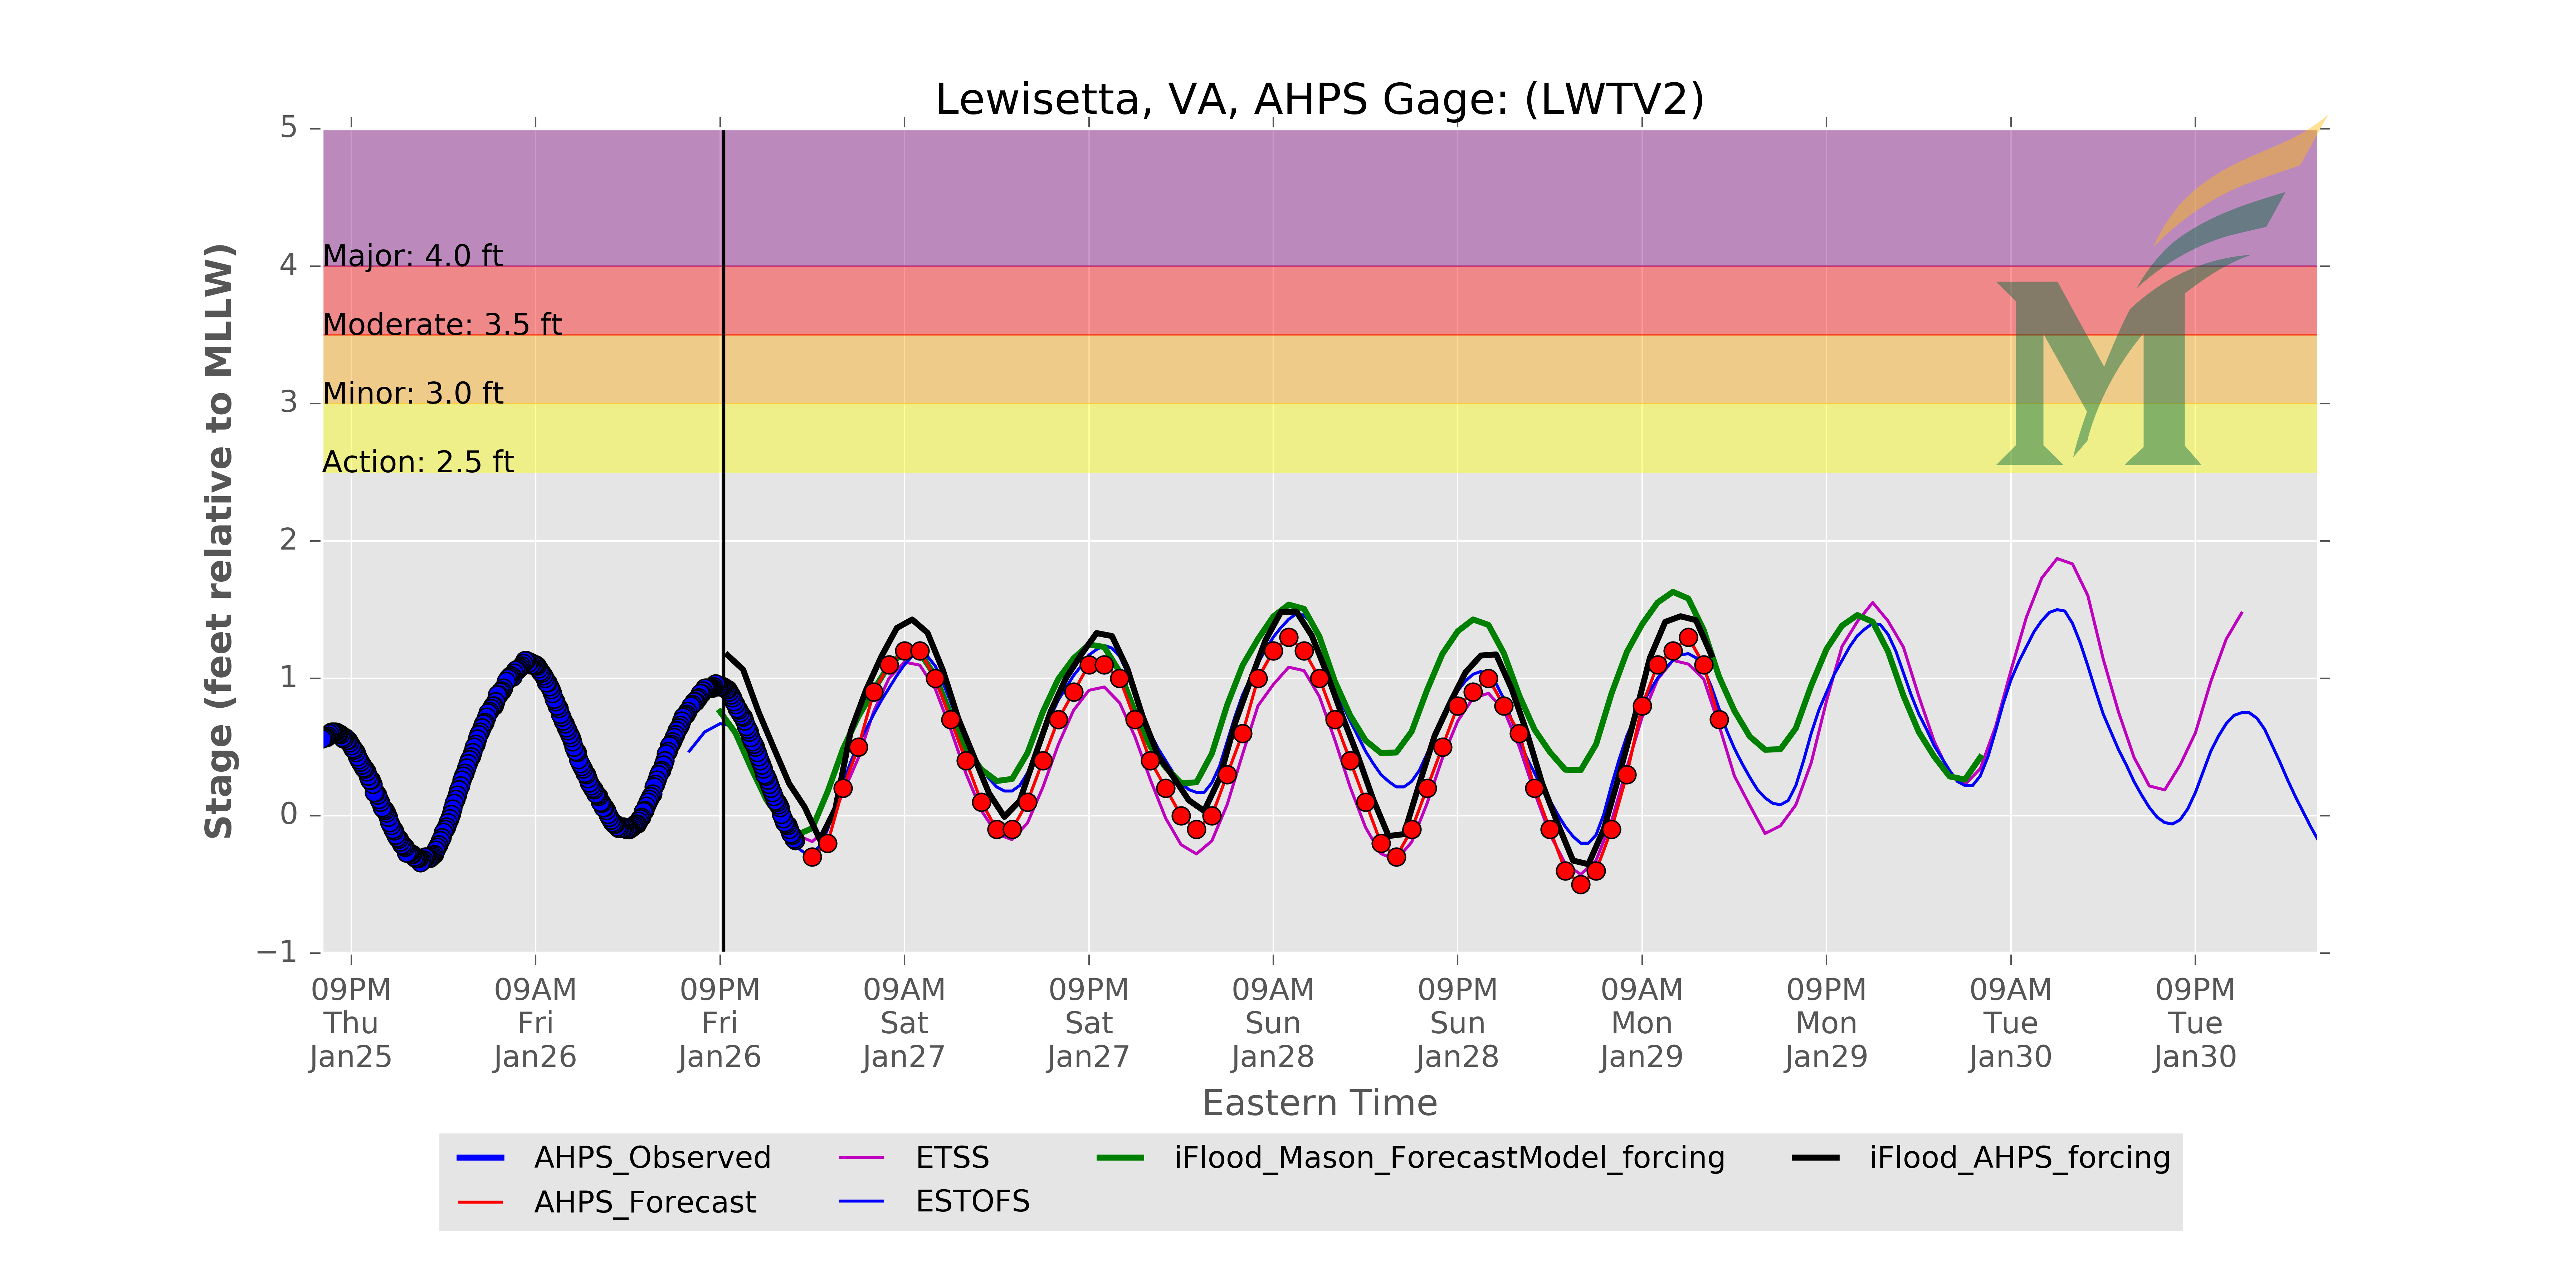 Lewisetta, VA, AHPS Gage: (LWTV2)
Stage (feet relative to MLLW)
5
4
3
2
1
0
−1
Major: 4.0 ft
Moderate: 3.5 ft
Minor: 3.0 ft
Action: 2.5 ft
M
09PM Thu Jan25
09AM Fri Jan26
09PM Fri Jan26
09AM Sat Jan27
09PM Sat Jan27
09AM Sun Jan28
09PM Sun Jan28
09AM Mon Jan29
09PM Mon Jan29
09AM Tue Jan30
09PM Tue Jan30
Eastern Time
AHPS_Observed
AHPS_Forecast
ETSS
ESTOFS
iFlood_Mason_ForecastModel_forcing
iFlood_AHPS_forcing